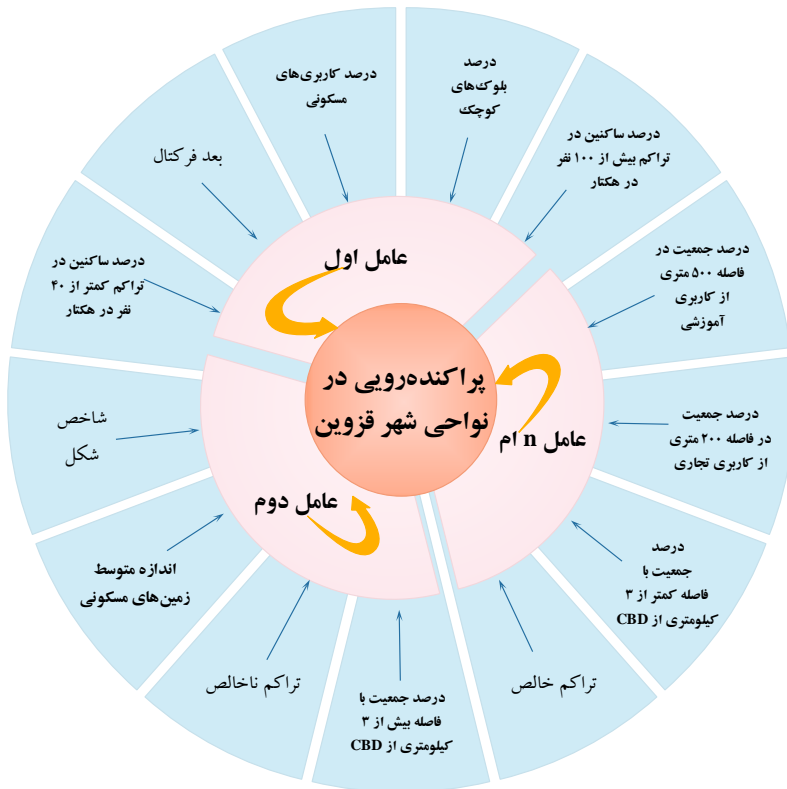 درصد
بلوک‌های
کوچک
درصد ساکنین در
تراکم بیش از ۱۰۰ نفر
در هکتار
درصد جمعیت در
فاصله ۵۰۰ متری
از کاربری
آموزشی
درصد جمعیت
در فاصله ۲۰۰ متری
از کاربری تجاری
درصد
جمعیت با
فاصله کمتر از ۳
کیلومتری از CBD
تراکم خالص
درصد جمعیت با
فاصله بیش از ۳
کیلومتری از CBD
تراکم ناخالص
اندازه متوسط
زمین‌های مسکونی
شاخص
شکل
درصد ساکنین در
تراکم کمتر از ۴۰
نفر در هکتار
بعد فرکتال
درصد کاربری‌های
مسکونی
عامل اول
عامل n ام
عامل دوم
پراکنده‌رویی در
نواحی شهر قزوین